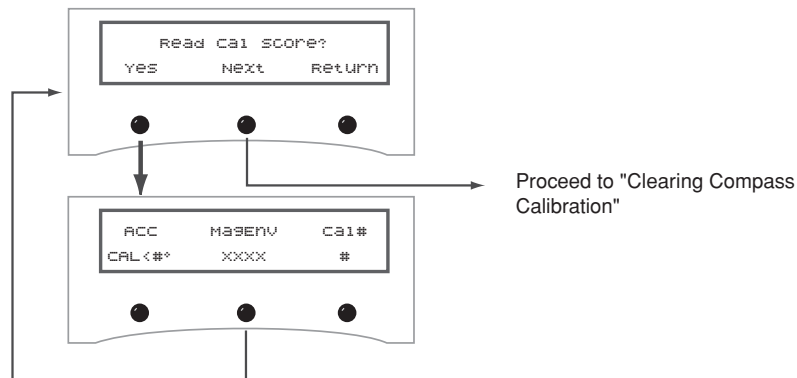 Read Cal Score?
Yes Next Return
Proceed to "Clearing Compass
Calibration"
ACC MagEnv Cal#
CAL<#° XXXX #